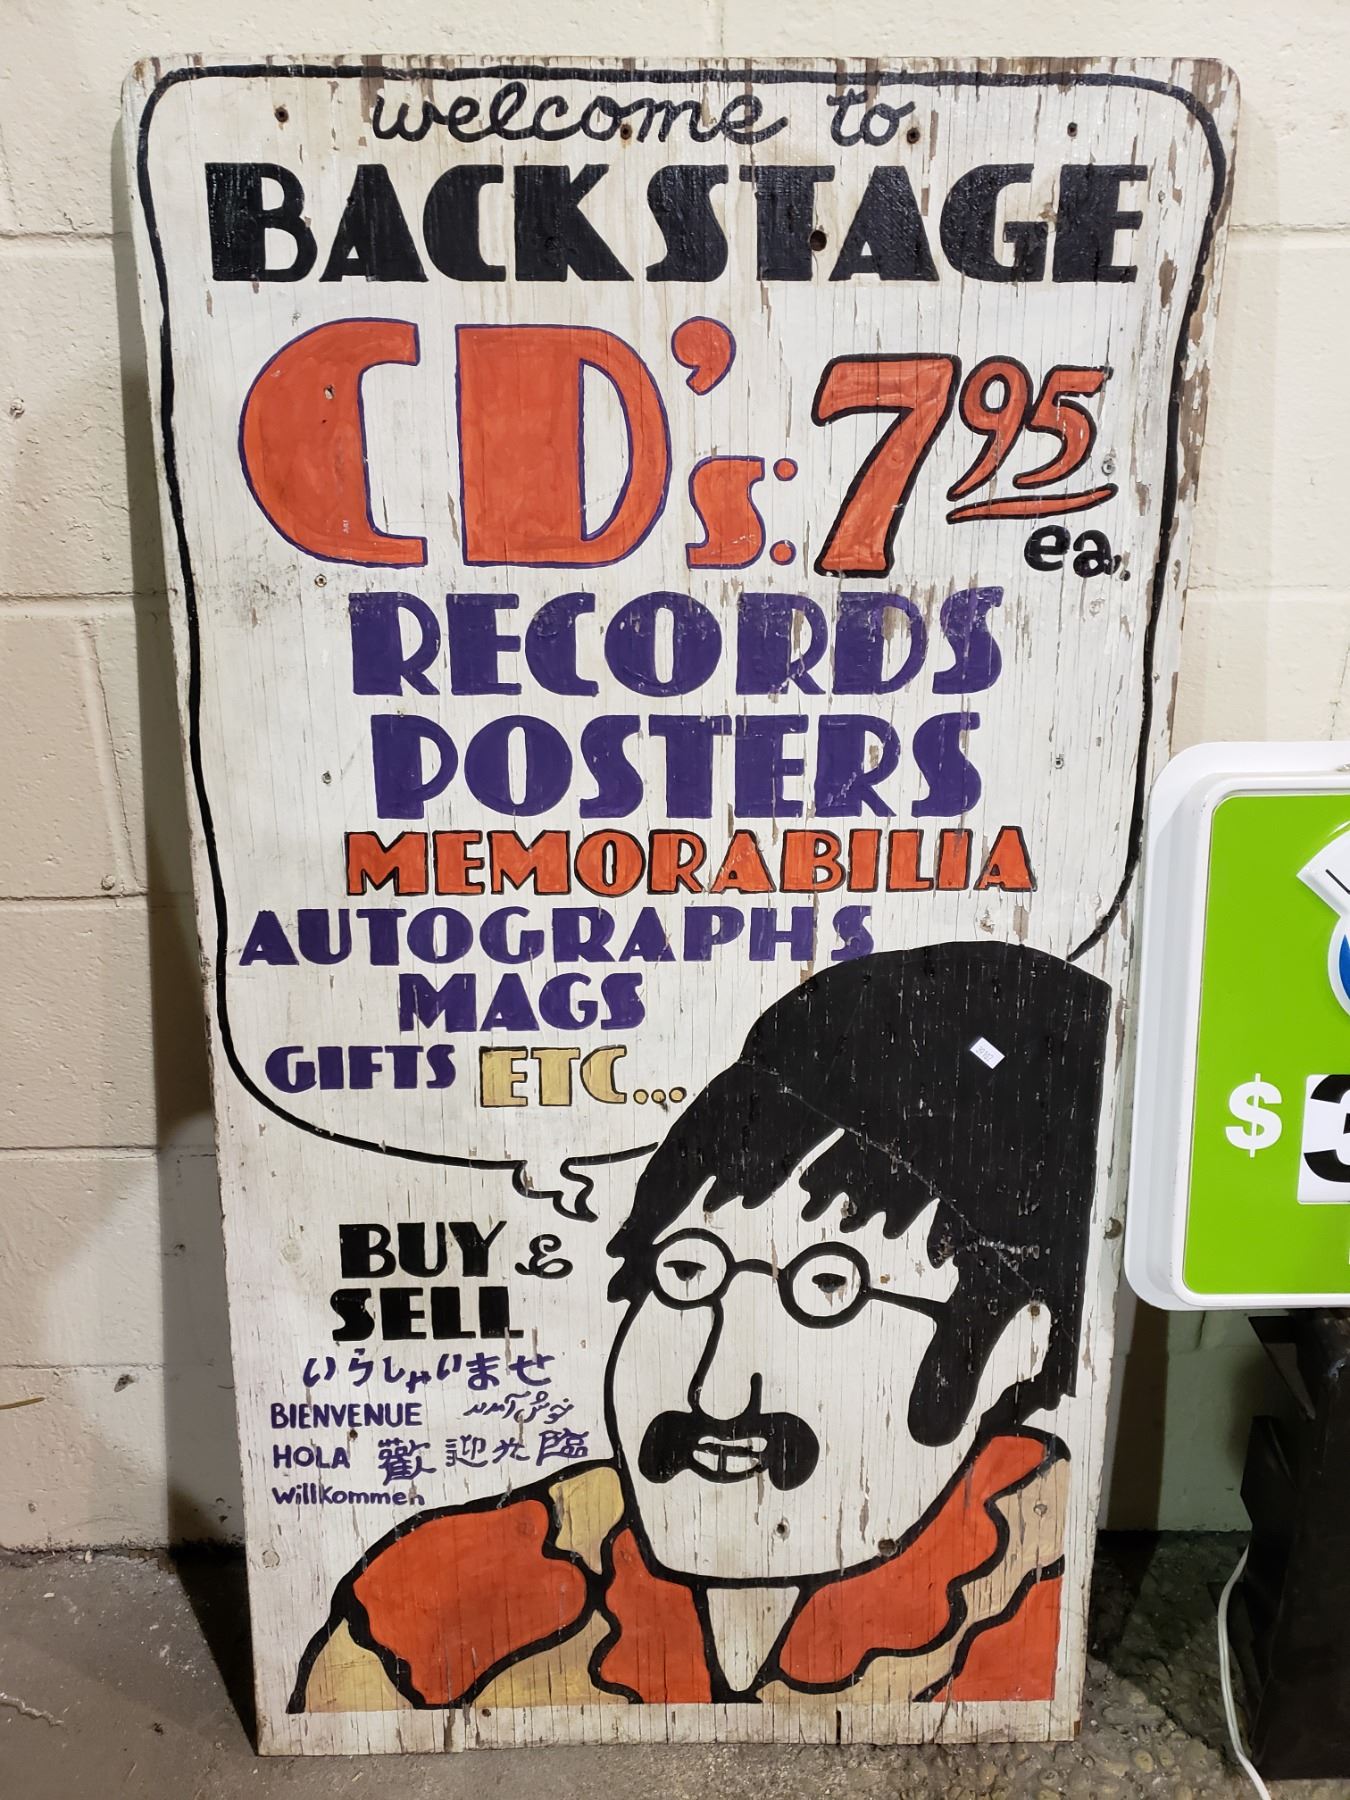 welcome to
BACKSTAGE
CD's: 7 95 ea.
RECORDS
POSTERS
MEMORABILIA
AUTOGRAPHS
MAGS
GIFTS ETC...
BUY &
SELL
いらしゃいませ
BIENVENUE
HOLA 歡迎光臨
Willkommen
$ 3